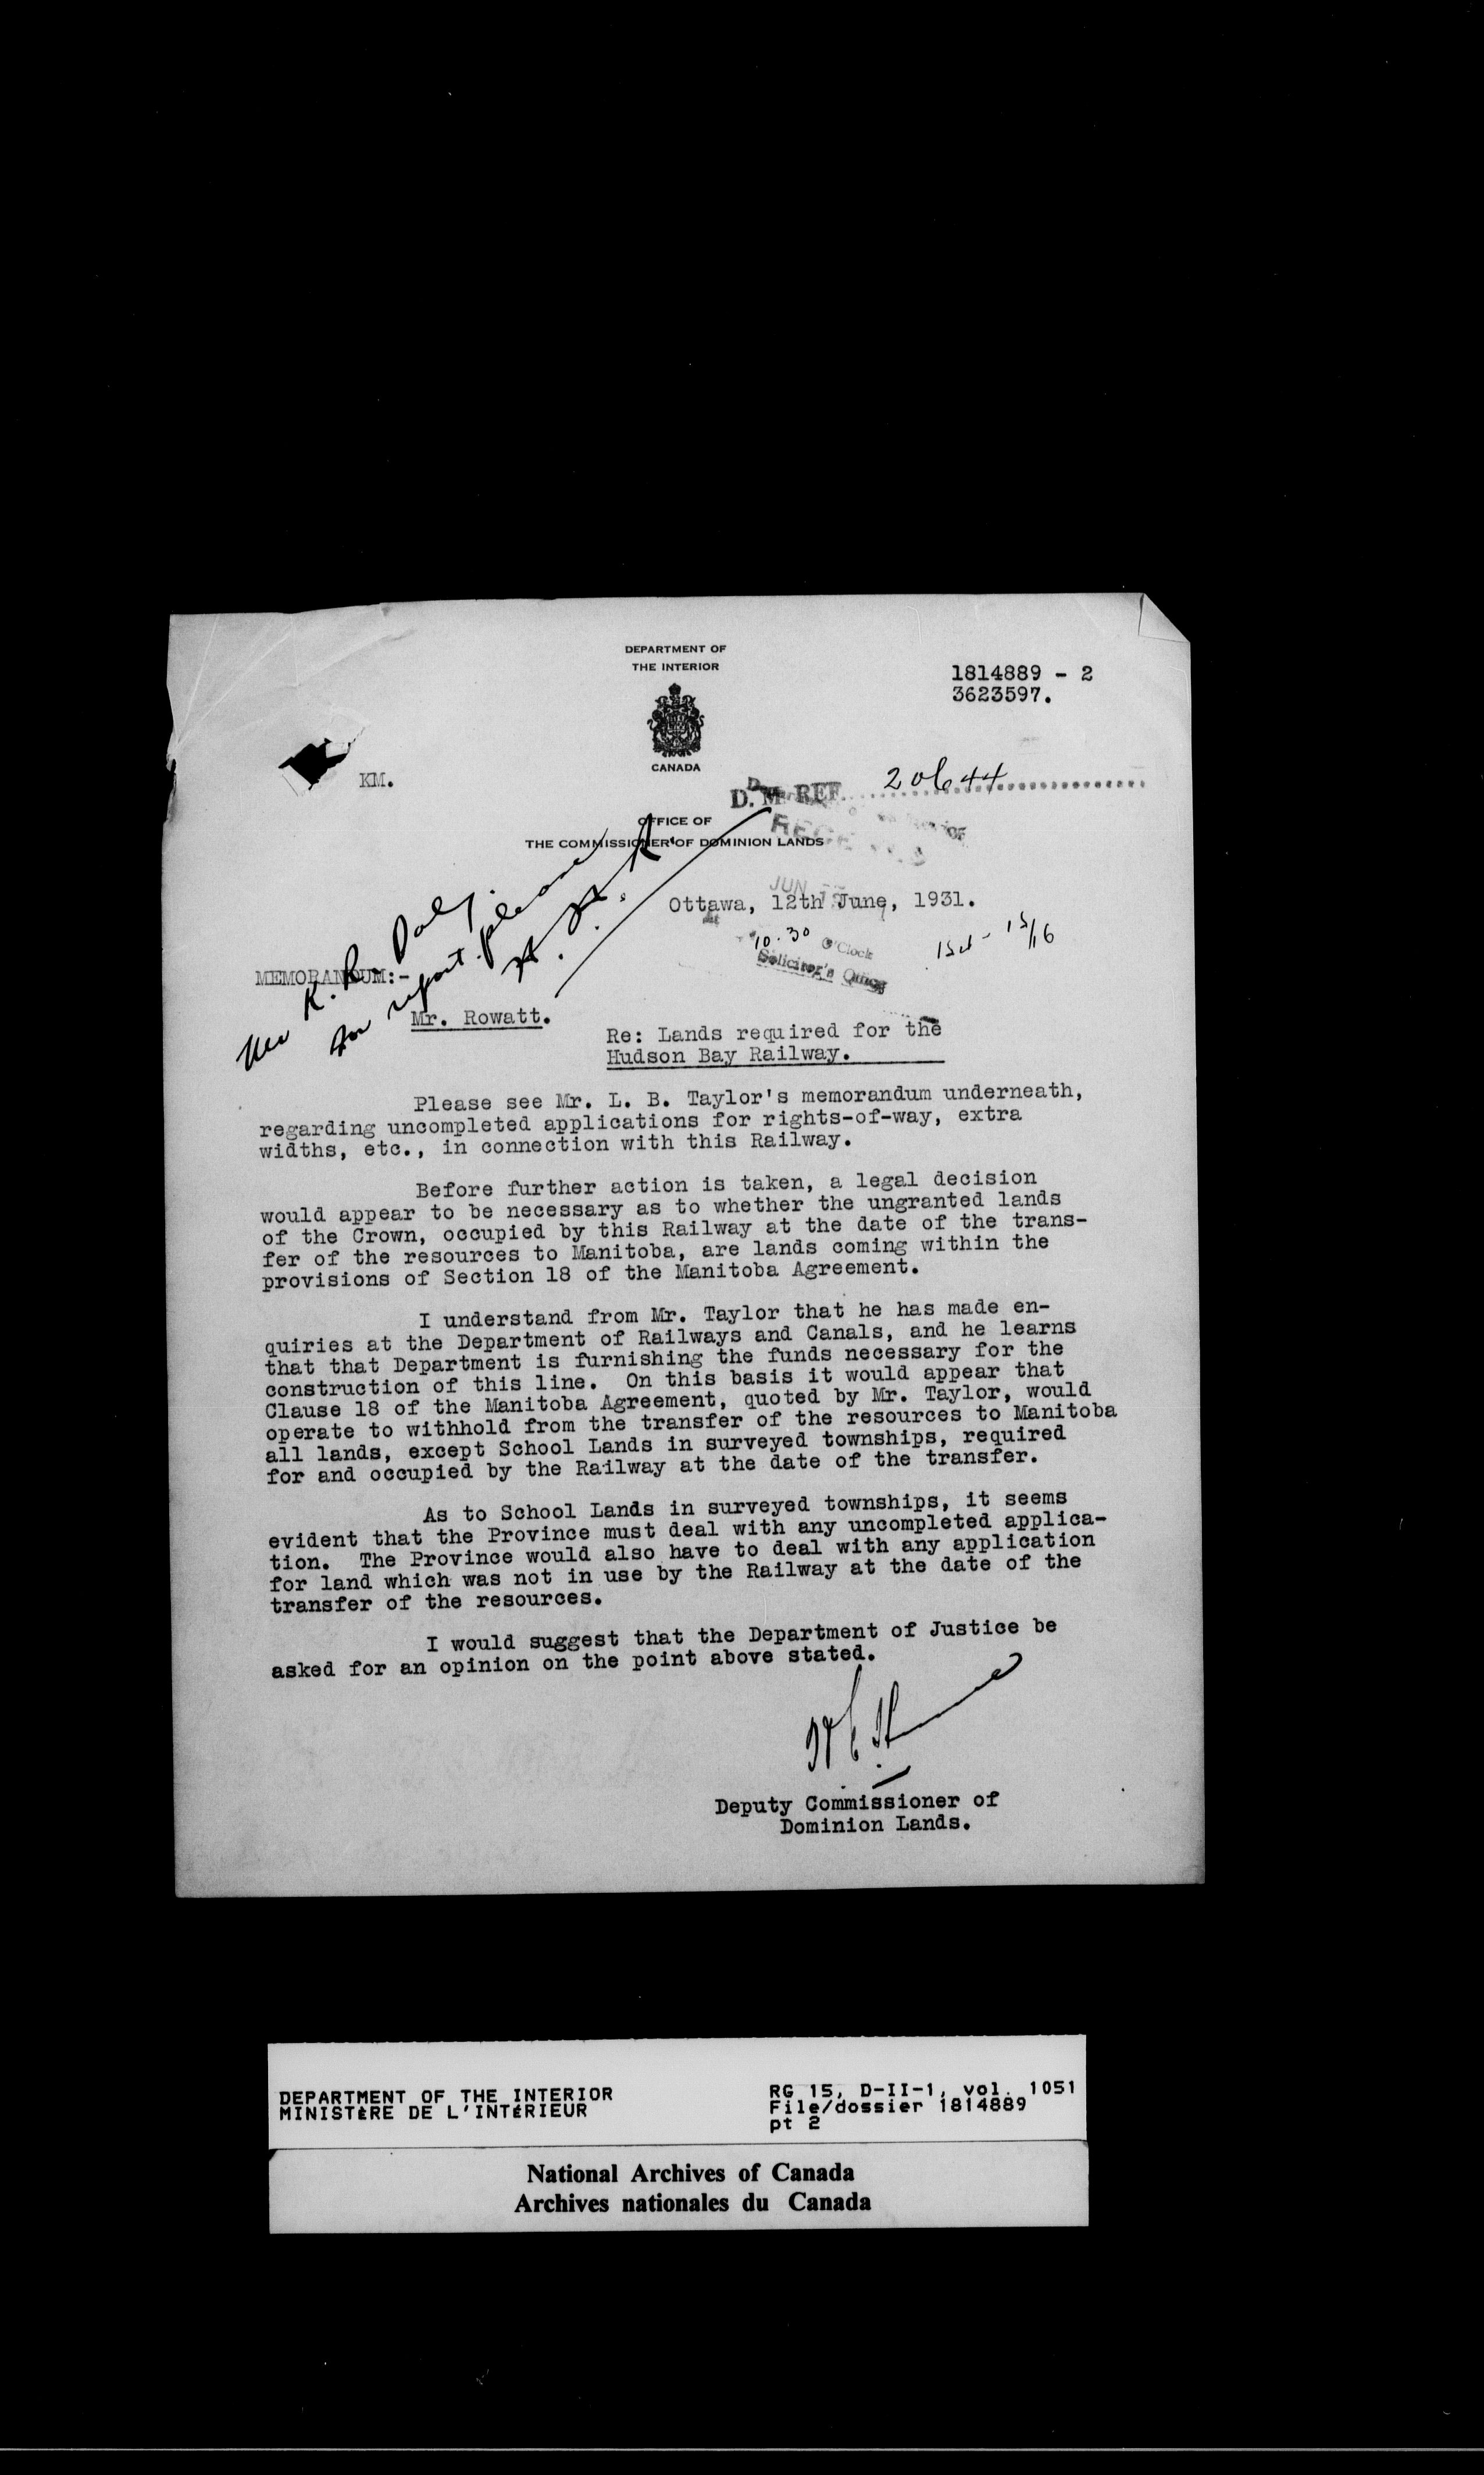 DEPARTMENT OF
THE INTERIOR
1814889 - 2
3623597.
CANADA
KM.
D. M. REF. 20644
OFFICE OF
THE COMMISSIONER OF DOMINION LANDS
JUN
Ottawa, 12th June, 1931.
10.30 O'Clock
Solicitor's Office
K. R. Daly.
for report please
MEMORANDUM:-
Mr. Rowatt.
Re: Lands required for the
Hudson Bay Railway.
Please see Mr. L. B. Taylor's memorandum underneath,
regarding uncompleted applications for rights-of-way, extra
widths, etc., in connection with this Railway.
Before further action is taken, a legal decision
would appear to be necessary as to whether the ungranted lands
of the Crown, occupied by this Railway at the date of the trans-
fer of the resources to Manitoba, are lands coming within the
provisions of Section 18 of the Manitoba Agreement.
I understand from Mr. Taylor that he has made en-
quiries at the Department of Railways and Canals, and he learns
that that Department is furnishing the funds necessary for the
construction of this line. On this basis it would appear that
Clause 18 of the Manitoba Agreement, quoted by Mr. Taylor, would
operate to withhold from the transfer of the resources to Manitoba
all lands, except School Lands in surveyed townships, required
for and occupied by the Railway at the date of the transfer.
As to School Lands in surveyed townships, it seems
evident that the Province must deal with any uncompleted applica-
tion. The Province would also have to deal with any application
for land which was not in use by the Railway at the date of the
transfer of the resources.
I would suggest that the Department of Justice be
asked for an opinion on the point above stated.
Deputy Commissioner of
Dominion Lands.
DEPARTMENT OF THE INTERIOR
MINISTÈRE DE L'INTÉRIEUR
RG 15, D-II-1, vol. 1051
File/dossier 1814889
pt 2
National Archives of Canada
Archives nationales du Canada